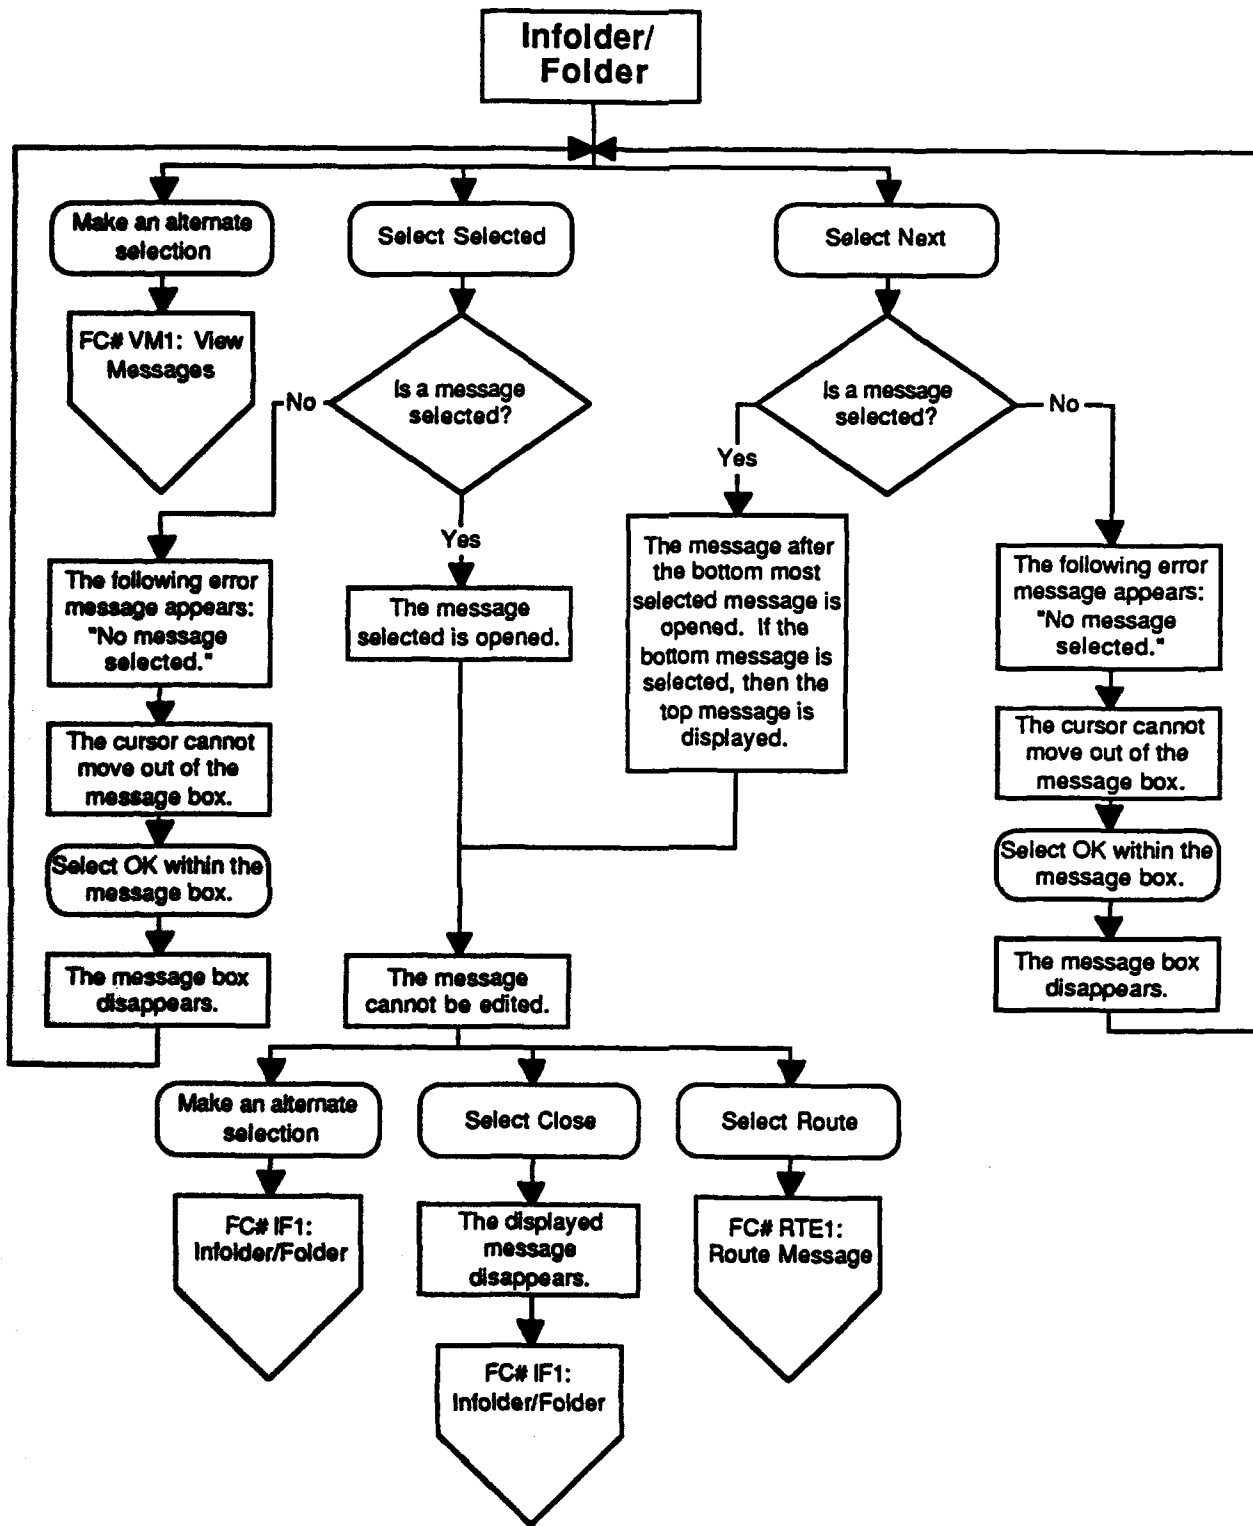 Infolder/
Folder
Make an alternate
selection
Select Selected
Select Next
FC# VM1: View
Messages
Is a message
selected?
No
Yes
Is a message
selected?
Yes
No
The following error
message appears:
"No message
selected."
The message
selected is opened.
The message after
the bottom most
selected message is
opened. If the
bottom message is
selected, then the
top message is
displayed.
The following error
message appears:
"No message
selected."
The cursor cannot
move out of the
message box.
The cursor cannot
move out of the
message box.
Select OK within the
message box.
Select OK within the
message box.
The message box
disappears.
The message
cannot be edited.
The message box
disappears.
Make an alternate
selection
Select Close
Select Route
FC# IF1:
Infolder/Folder
The displayed
message
disappears.
FC# RTE1:
Route Message
FC# IF1:
Infolder/Folder